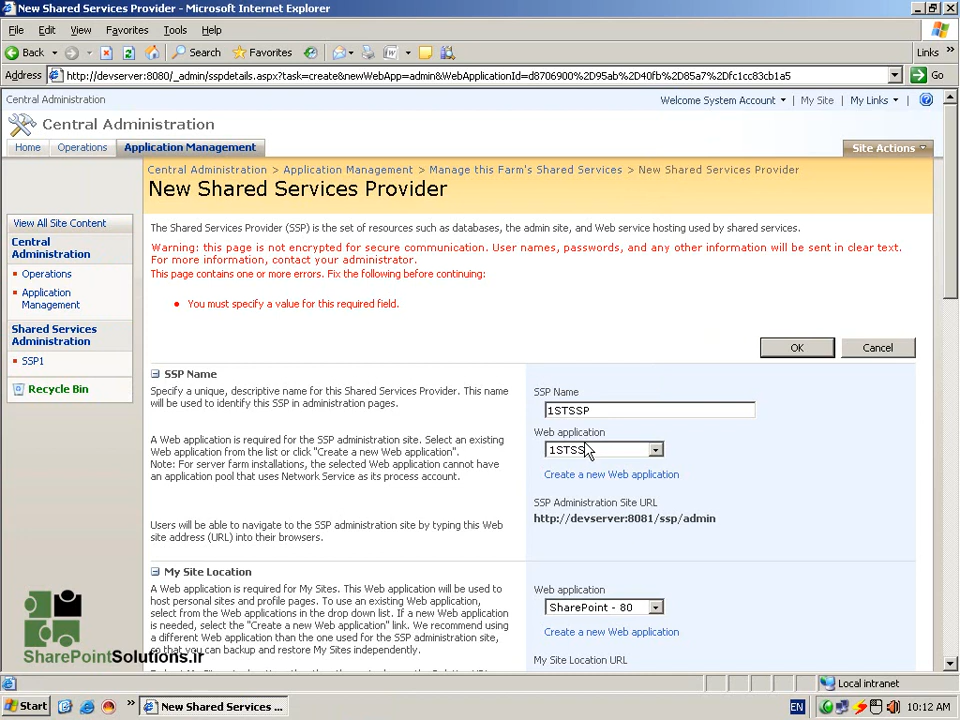 New Shared Services Provider - Microsoft Internet Explorer
File Edit View Favorites Tools Help
Back Search Favorites Links
Address http://devserver:8080/_admin/sspdetails.aspx?task=create&newWebApp=admin&WebApplicationId=d8706900%2D95ab%2D40fb%2D85a7%2Dfc1cc83cb1a5 Go
Central Administration Welcome System Account My Site My Links
Central Administration
Home Operations Application Management Site Actions
Central Administration > Application Management > Manage this Farm's Shared Services > New Shared Services Provider
New Shared Services Provider
View All Site Content
Central
Administration
Operations
Application
Management
Shared Services
Administration
SSP1
Recycle Bin
The Shared Services Provider (SSP) is the set of resources such as databases, the admin site, and Web service hosting used by shared services.
Warning: this page is not encrypted for secure communication. User names, passwords, and any other information will be sent in clear text.
For more information, contact your administrator.
This page contains one or more errors. Fix the following before continuing:
You must specify a value for this required field.
OK Cancel
SSP Name
Specify a unique, descriptive name for this Shared Services Provider. This name
will be used to identify this SSP in administration pages.
A Web application is required for the SSP administration site. Select an existing
Web application from the list or click "Create a new Web application".
Note: For server farm installations, the selected Web application cannot have
an application pool that uses Network Service as its process account.
Users will be able to navigate to the SSP administration site by typing this Web
site address (URL) into their browsers.
SSP Name
1STSSP
Web application
1STSS
Create a new Web application
SSP Administration Site URL
http://devserver:8081/ssp/admin
My Site Location
A Web application is required for My Sites. This Web application will be used to
host personal sites and profile pages. To use an existing Web application,
select from the Web applications in the drop down list. If a new Web application
is needed, select the "Create a new Web application" link. We recommend using
a different Web application than the one used for the SSP administration site,
so that you can backup and restore My Sites independently.
Web application
SharePoint - 80
Create a new Web application
My Site Location URL
SharePointSolutions.ir
Local intranet
Start New Shared Services ... EN 10:12 AM